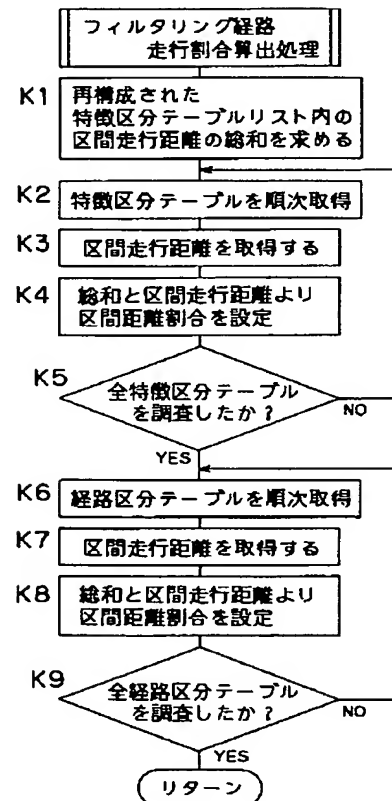 フィルタリング経路
走行割合算出処理
K1
再構成された
特徴区分テーブルリスト内の
区間走行距離の総和を求める
K2
特徴区分テーブルを順次取得
K3
区間走行距離を取得する
K4
総和と区間走行距離より
区間距離割合を設定
K5
全特徴区分テーブル
を調査したか?
NO
YES
K6
経路区分テーブルを順次取得
K7
区間走行距離を取得する
K8
総和と区間走行距離より
区間距離割合を設定
K9
全経路区分テーブル
を調査したか?
NO
YES
リターン